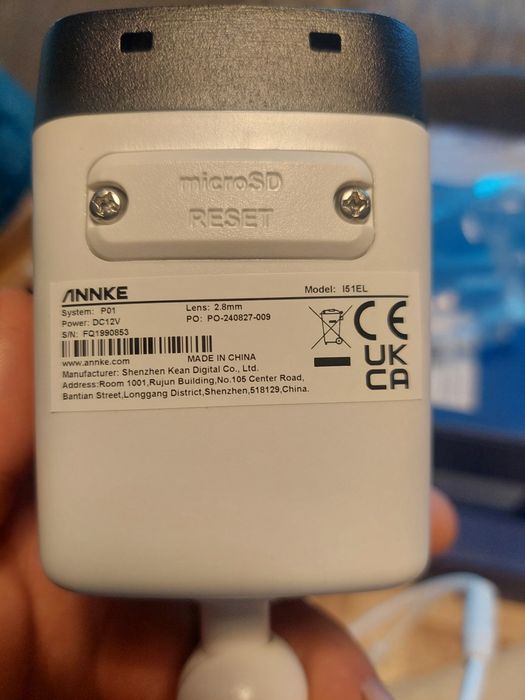 microSD
RESET
ANNKE
Model: I51EL
System: P01
Lens: 2.8mm
Power: DC12V
PO: PO-240827-009
S/N: FQ1990853
www.annke.com
MADE IN CHINA
Manufacturer: Shenzhen Kean Digital Co., Ltd.
Address:Room 1001,Rujun Building,No.105 Center Road,
Bantian Street,Longgang District,Shenzhen,518129,China.
CE
UK
CA